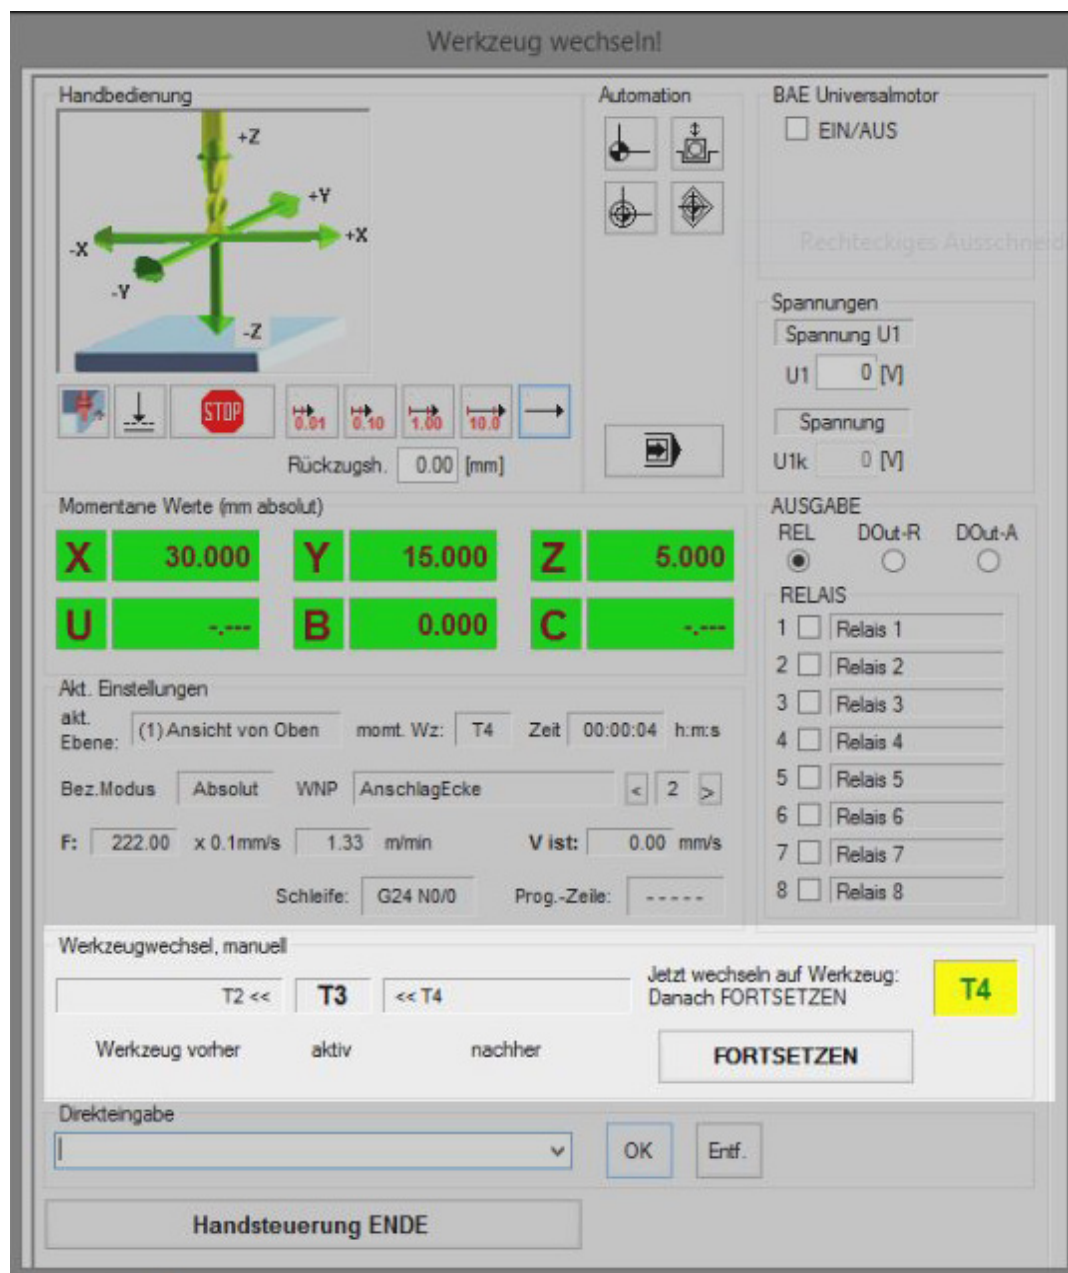 Werkzeug wechseln!
Handbedienung
+Z
+Y
-X
+X
-Y
-Z
STOP
0.01
0.10
1.00
10.0
Rückzugsh. 0.00 [mm]
Automation
BAE Universalmotor
EIN/AUS
Rechteckiges Ausschneid
Spannungen
Spannung U1
U1 0 [V]
Spannung
U1k 0 [V]
Momentane Werte (mm absolut)
X 30.000 Y 15.000 Z 5.000
U -.--- B 0.000 C -.---
AUSGABE
REL DOut-R DOut-A
RELAIS
1 Relais 1
2 Relais 2
3 Relais 3
4 Relais 4
5 Relais 5
6 Relais 6
7 Relais 7
8 Relais 8
Akt. Einstellungen
akt. Ebene: (1) Ansicht von Oben momt. Wz: T4 Zeit 00:00:04 h:m:s
Bez.Modus Absolut WNP AnschlagEcke < 2 >
F: 222.00 x 0.1mm/s 1.33 m/min V ist: 0.00 mm/s
Schleife: G24 N0/0 Prog.-Zeile: -----
Werkzeugwechsel, manuell
T2 << T3 << T4
Werkzeug vorher aktiv nachher
Jetzt wechseln auf Werkzeug:
Danach FORTSETZEN
T4
FORTSETZEN
Direkteingabe
OK Entf.
Handsteuerung ENDE